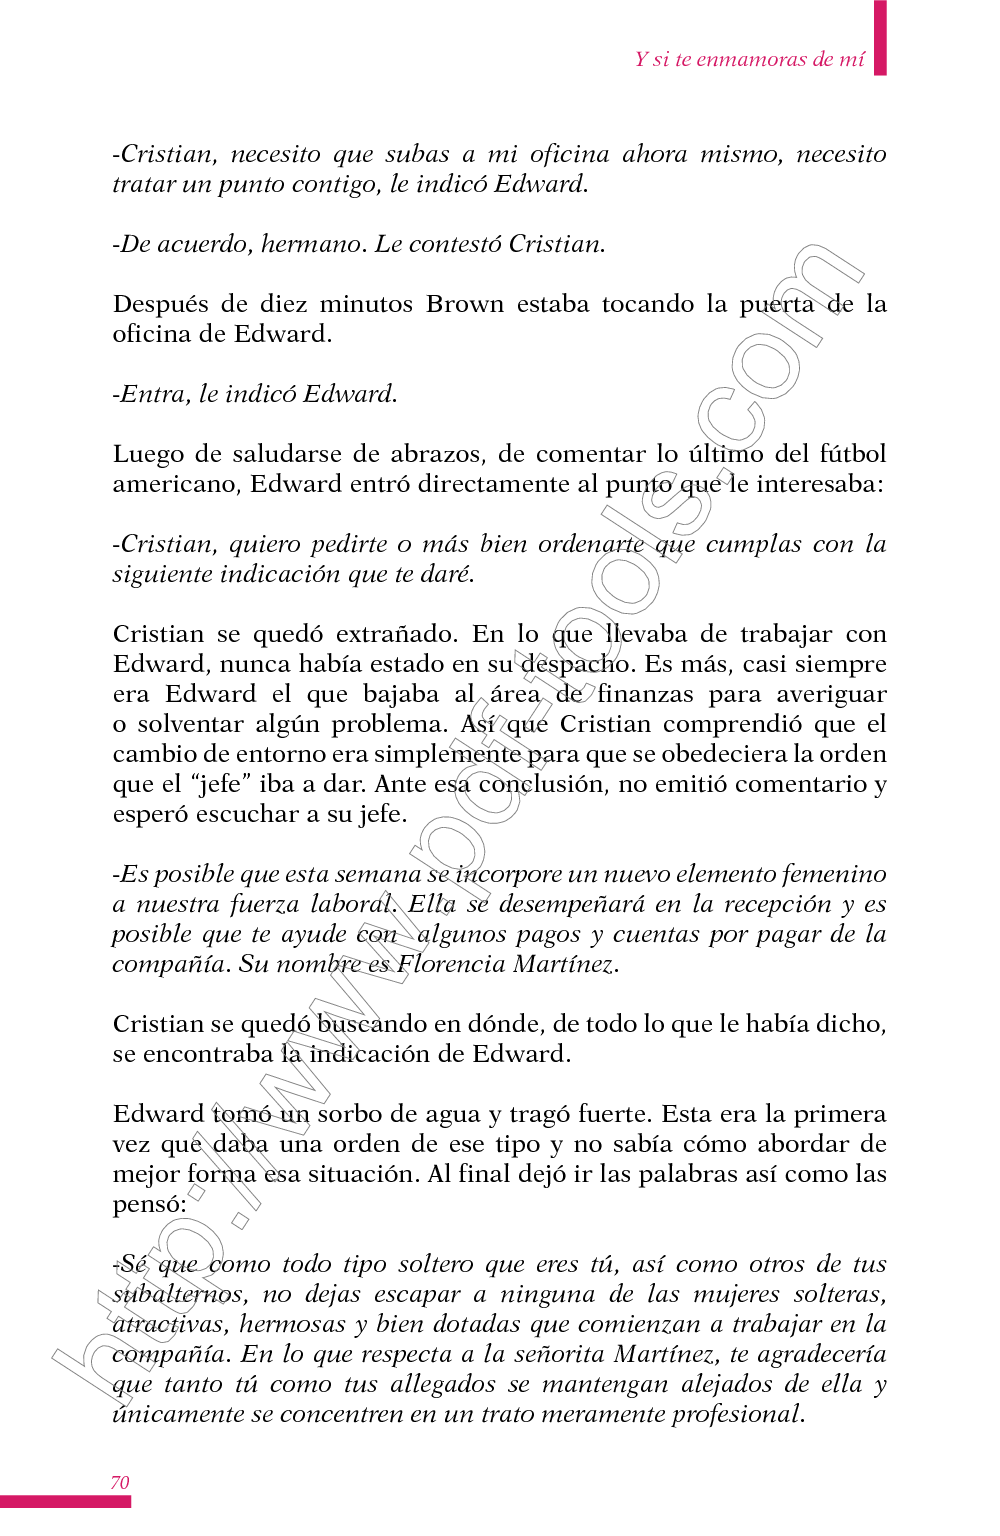 Y si te enmamoras de mí
-Cristian, necesito que subas a mi oficina ahora mismo, necesito
tratar un punto contigo, le indicó Edward.
-De acuerdo, hermano. Le contestó Cristian.
Después de diez minutos Brown estaba tocando la puerta de la
oficina de Edward.
-Entra, le indicó Edward.
Luego de saludarse de abrazos, de comentar lo último del fútbol
americano, Edward entró directamente al punto que le interesaba:
-Cristian, quiero pedirte o más bien ordenarte que cumplas con la
siguiente indicación que te daré.
Cristian se quedó extrañado. En lo que llevaba de trabajar con
Edward, nunca había estado en su despacho. Es más, casi siempre
era Edward el que bajaba al área de finanzas para averiguar
o solventar algún problema. Así que Cristian comprendió que el
cambio de entorno era simplemente para que se obedeciera la orden
que el “jefe” iba a dar. Ante esa conclusión, no emitió comentario y
esperó escuchar a su jefe.
-Es posible que esta semana se incorpore un nuevo elemento femenino
a nuestra fuerza laboral. Ella se desempeñará en la recepción y es
posible que te ayude con algunos pagos y cuentas por pagar de la
compañía. Su nombre es Florencia Martínez.
Cristian se quedó buscando en dónde, de todo lo que le había dicho,
se encontraba la indicación de Edward.
Edward tomó un sorbo de agua y tragó fuerte. Esta era la primera
vez que daba una orden de ese tipo y no sabía cómo abordar de
mejor forma esa situación. Al final dejó ir las palabras así como las
pensó:
-Sé que como todo tipo soltero que eres tú, así como otros de tus
subalternos, no dejas escapar a ninguna de las mujeres solteras,
atractivas, hermosas y bien dotadas que comienzan a trabajar en la
compañía. En lo que respecta a la señorita Martínez, te agradecería
que tanto tú como tus allegados se mantengan alejados de ella y
únicamente se concentren en un trato meramente profesional.
70
http://www.pdf-tools.com